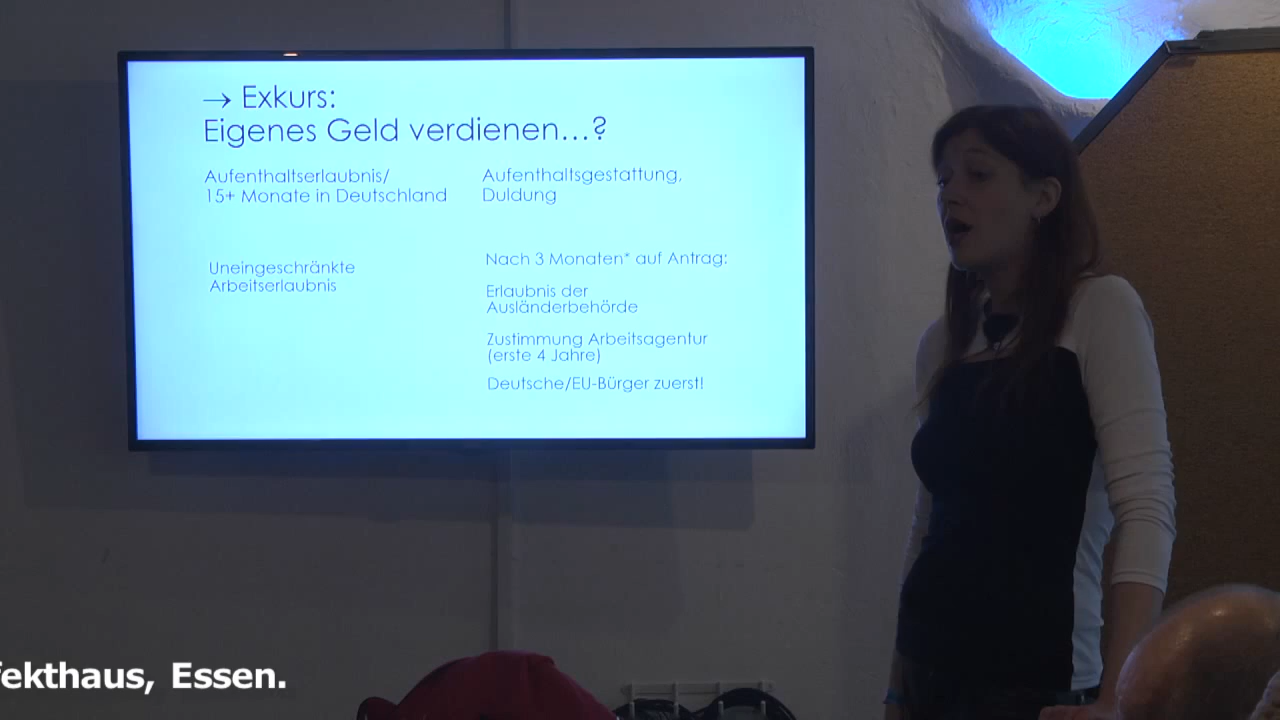 → Exkurs:
Eigenes Geld verdienen…?
Aufenthaltserlaubnis/
15+ Monate in Deutschland
Uneingeschränkte
Arbeitserlaubnis
Aufenthaltsgestattung,
Duldung
Nach 3 Monaten* auf Antrag:
Erlaubnis der
Ausländerbehörde
Zustimmung Arbeitsagentur
(erste 4 Jahre)
Deutsche/EU-Bürger zuerst!
fekthaus, Essen.